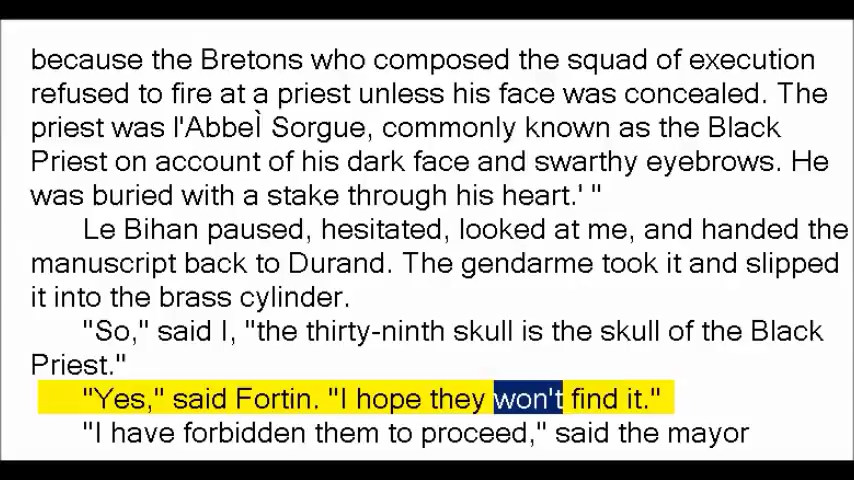 because the Bretons who composed the squad of execution
refused to fire at a priest unless his face was concealed. The
priest was l'AbbeÌ Sorgue, commonly known as the Black
Priest on account of his dark face and swarthy eyebrows. He
was buried with a stake through his heart.' "
Le Bihan paused, hesitated, looked at me, and handed the
manuscript back to Durand. The gendarme took it and slipped
it into the brass cylinder.
"So," said I, "the thirty-ninth skull is the skull of the Black
Priest."
"Yes," said Fortin. "I hope they won't find it."
"I have forbidden them to proceed," said the mayor